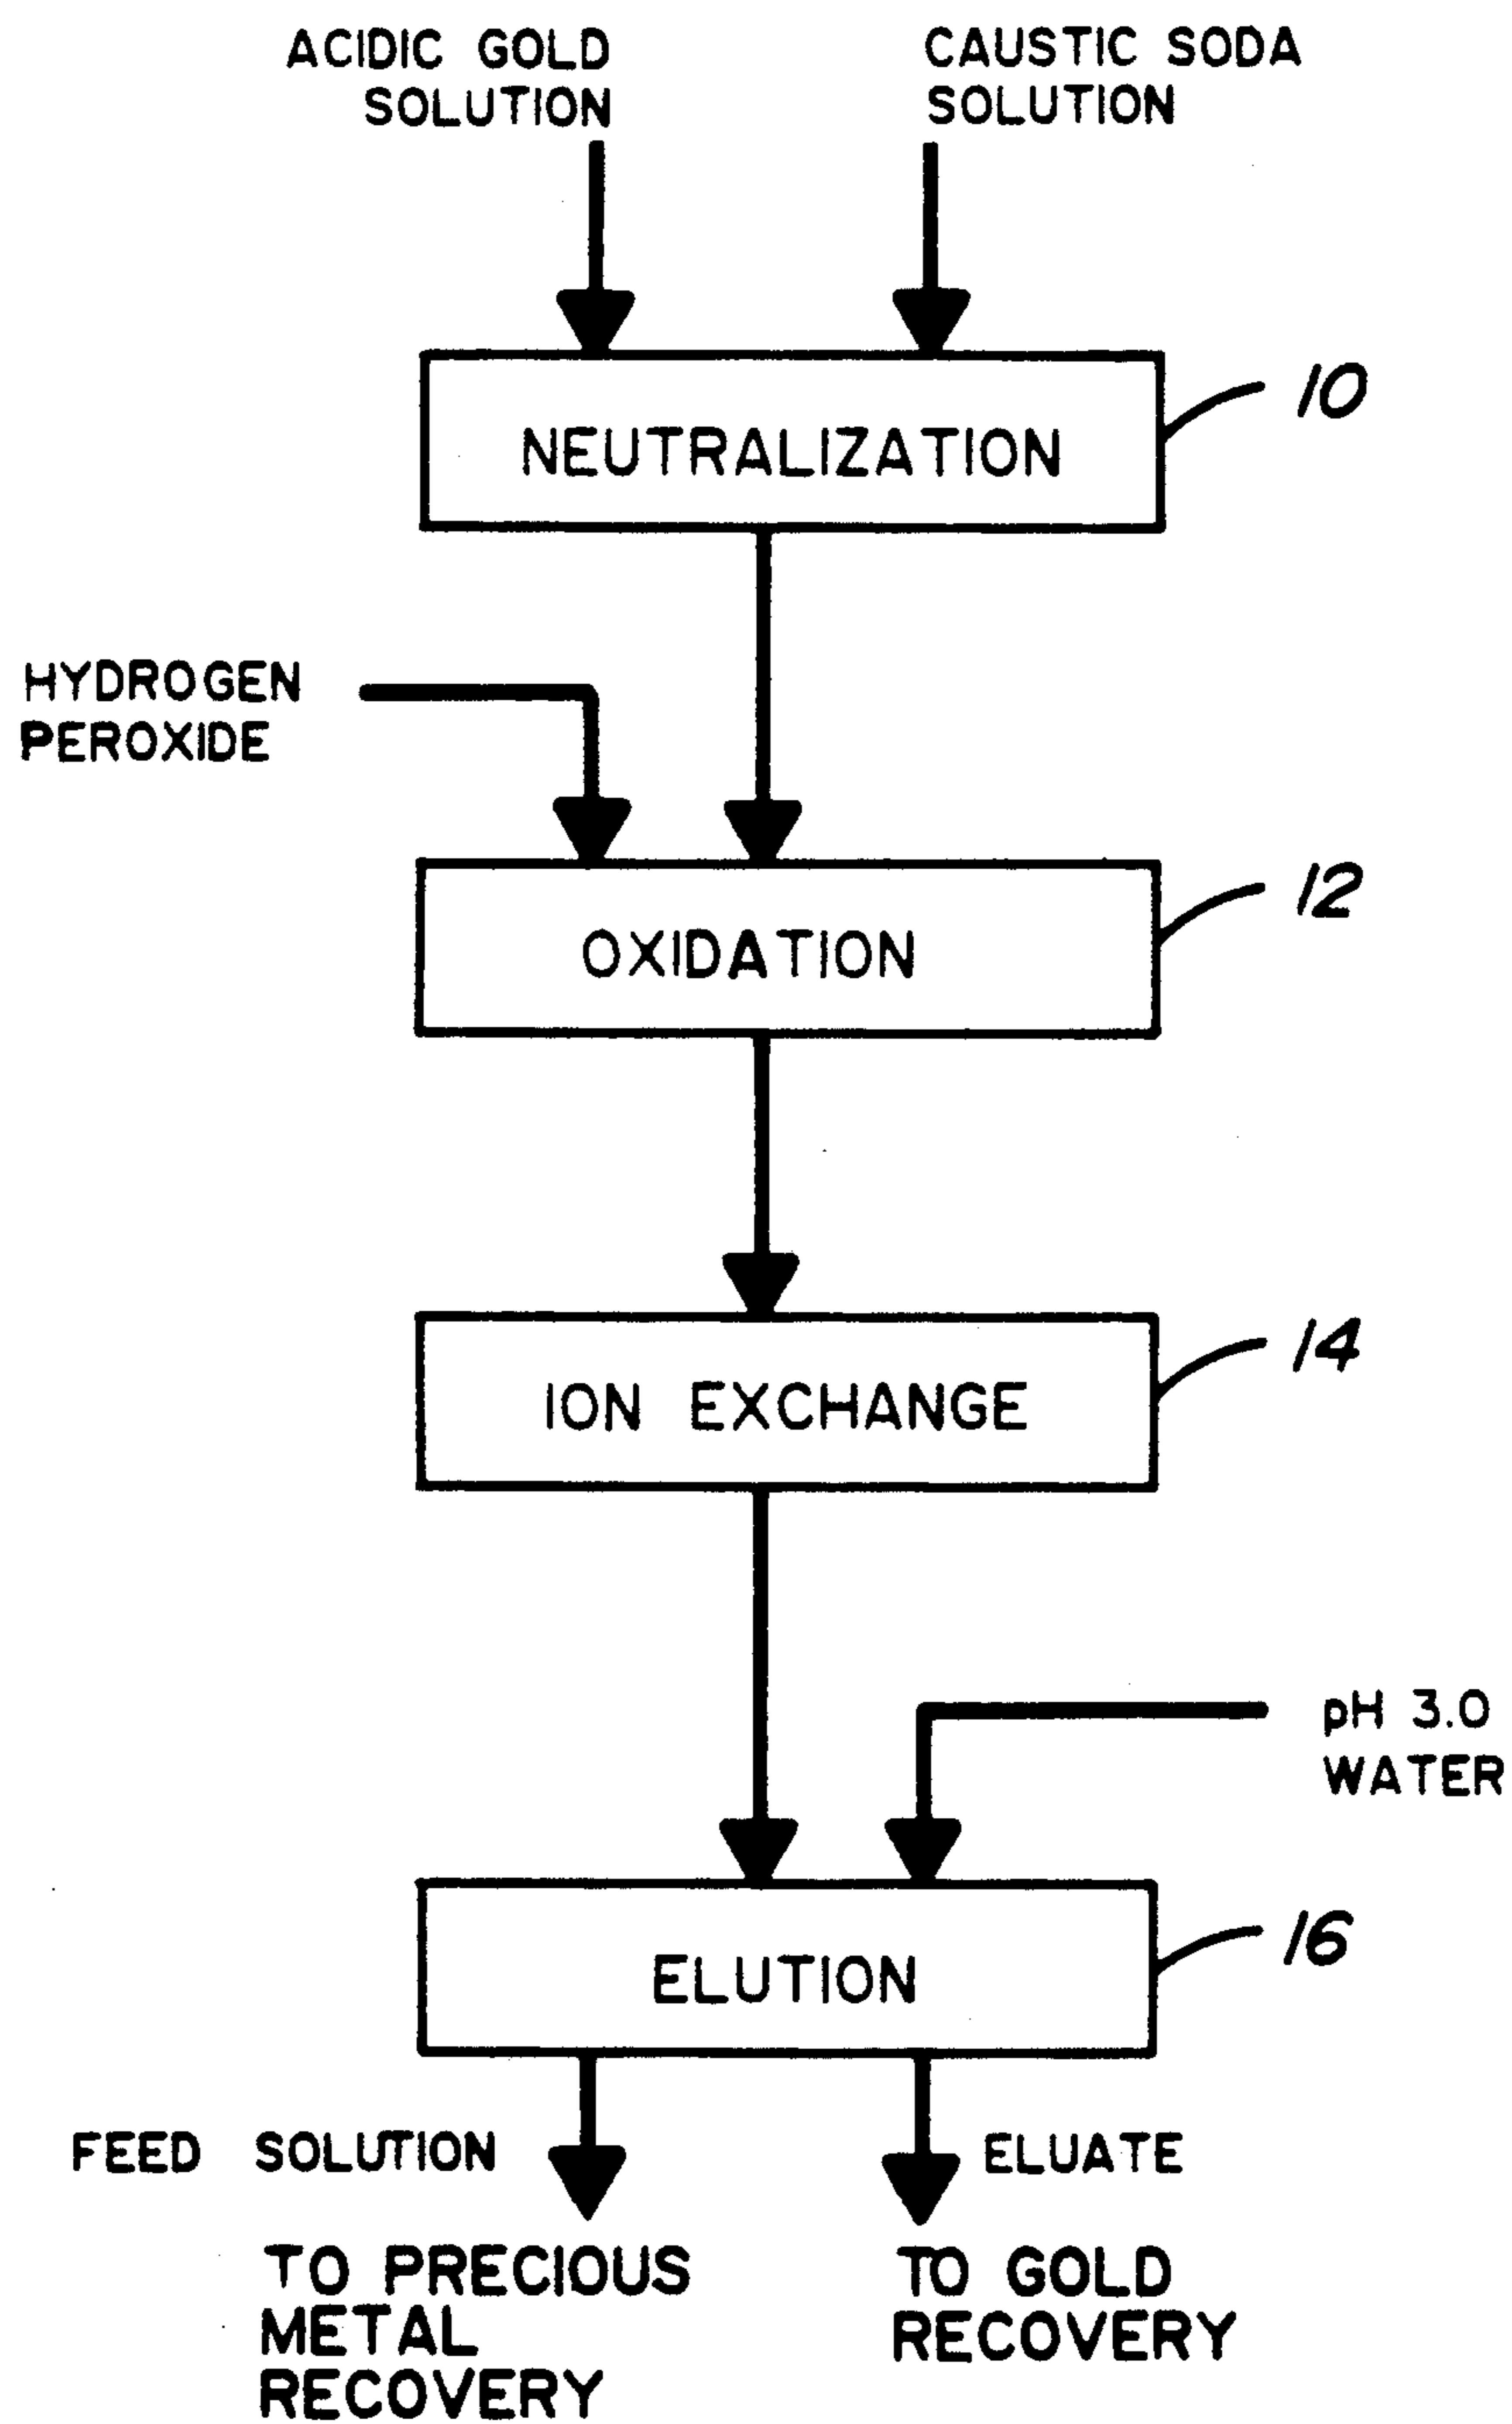 ACIDIC GOLD
SOLUTION
CAUSTIC SODA
SOLUTION
NEUTRALIZATION
10
HYDROGEN
PEROXIDE
OXIDATION
12
ION EXCHANGE
14
pH 3.0
WATER
ELUTION
16
FEED SOLUTION
ELUATE
TO PRECIOUS
METAL
RECOVERY
TO GOLD
RECOVERY